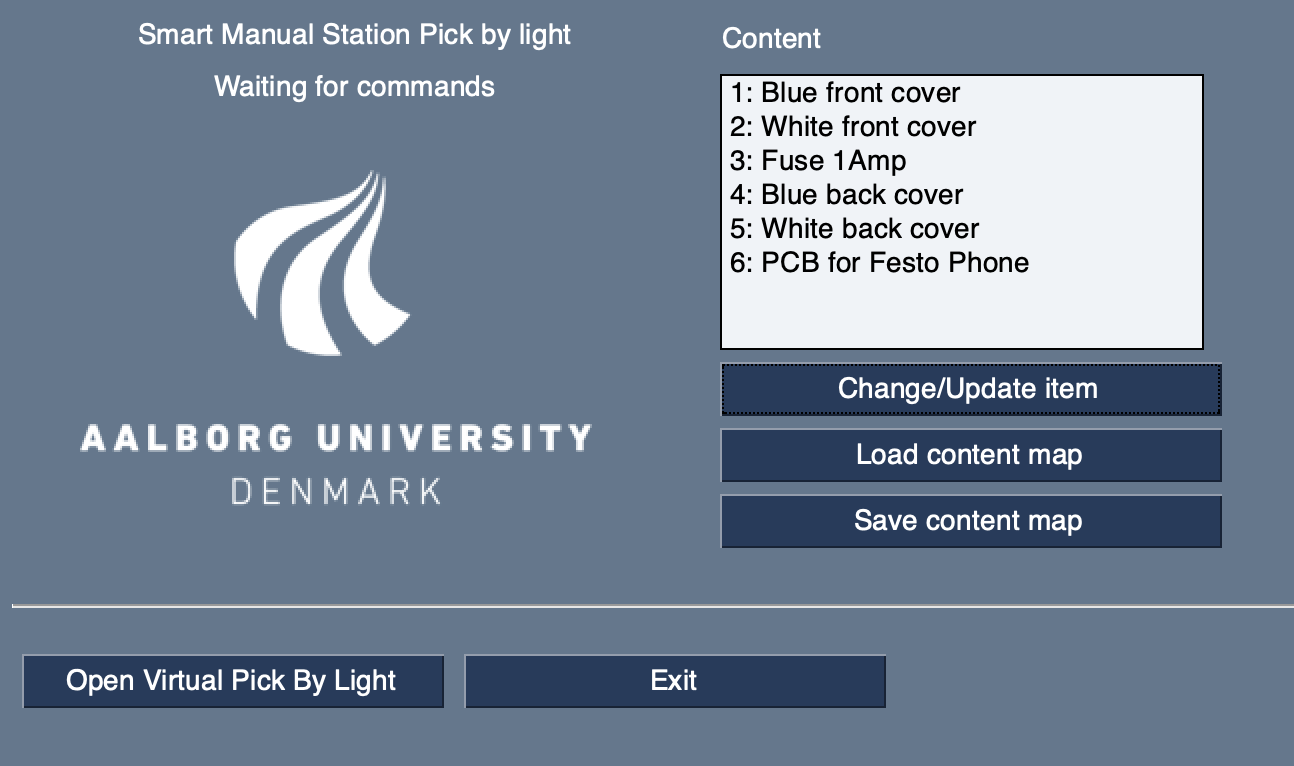 Smart Manual Station Pick by light
Waiting for commands
AALBORG UNIVERSITY
DENMARK
Content
1: Blue front cover
2: White front cover
3: Fuse 1Amp
4: Blue back cover
5: White back cover
6: PCB for Festo Phone
Change/Update item
Load content map
Save content map
Open Virtual Pick By Light
Exit